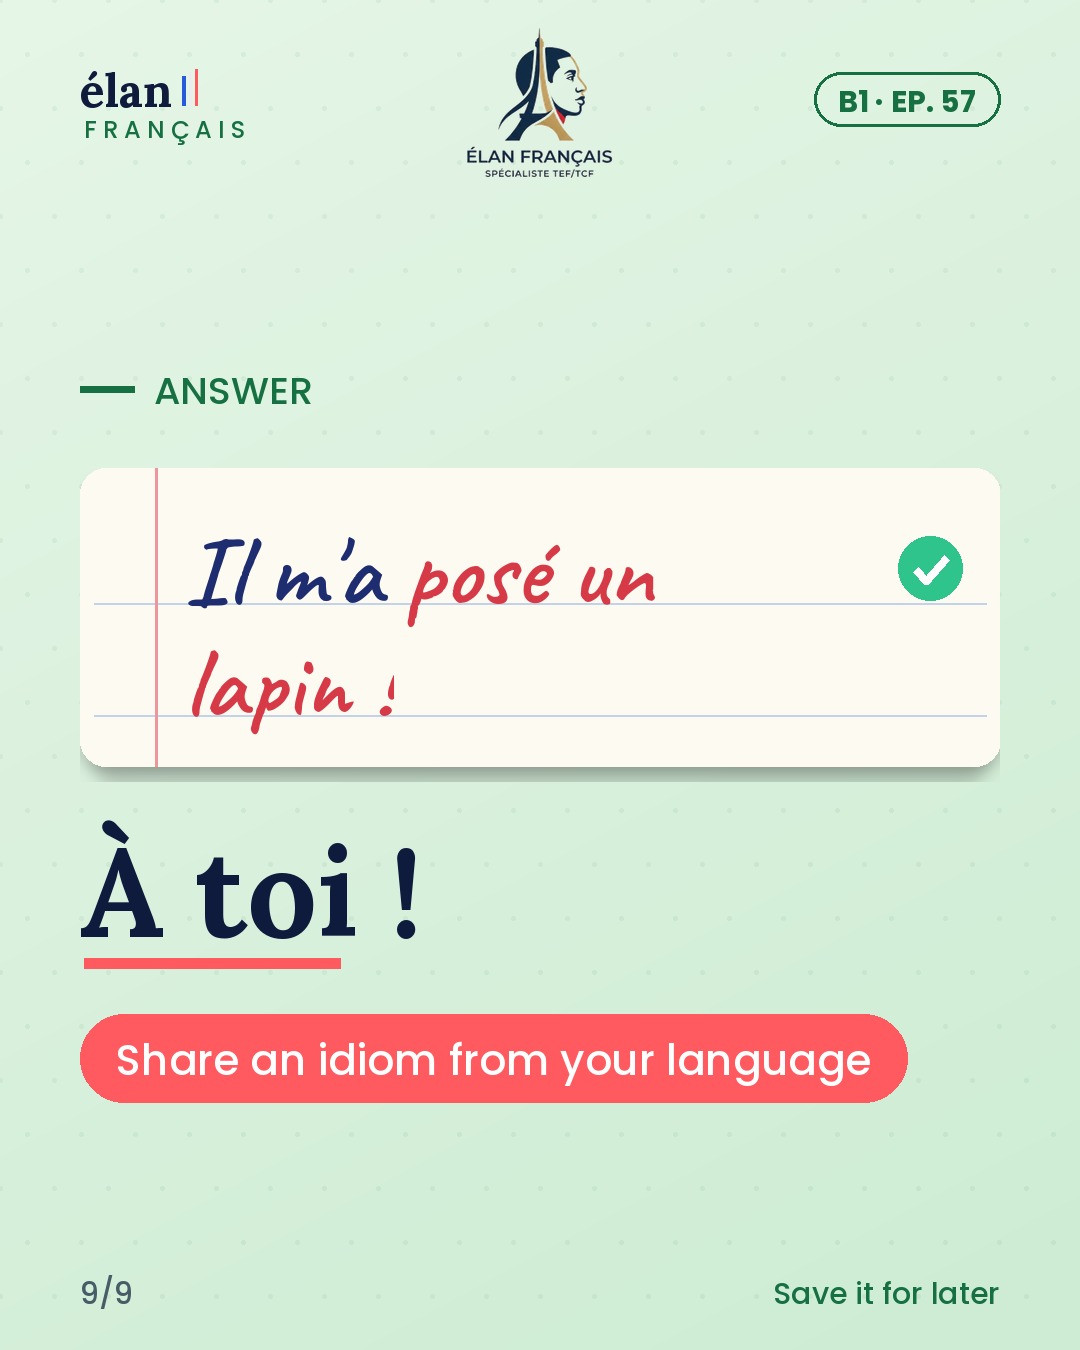 élan
FRANÇAIS
ÉLAN FRANÇAIS
SPÉCIALISTE TEF/TCF
B1 · EP. 57
ANSWER
Il m'a posé un
lapin !
À toi !
Share an idiom from your language
9/9
Save it for later